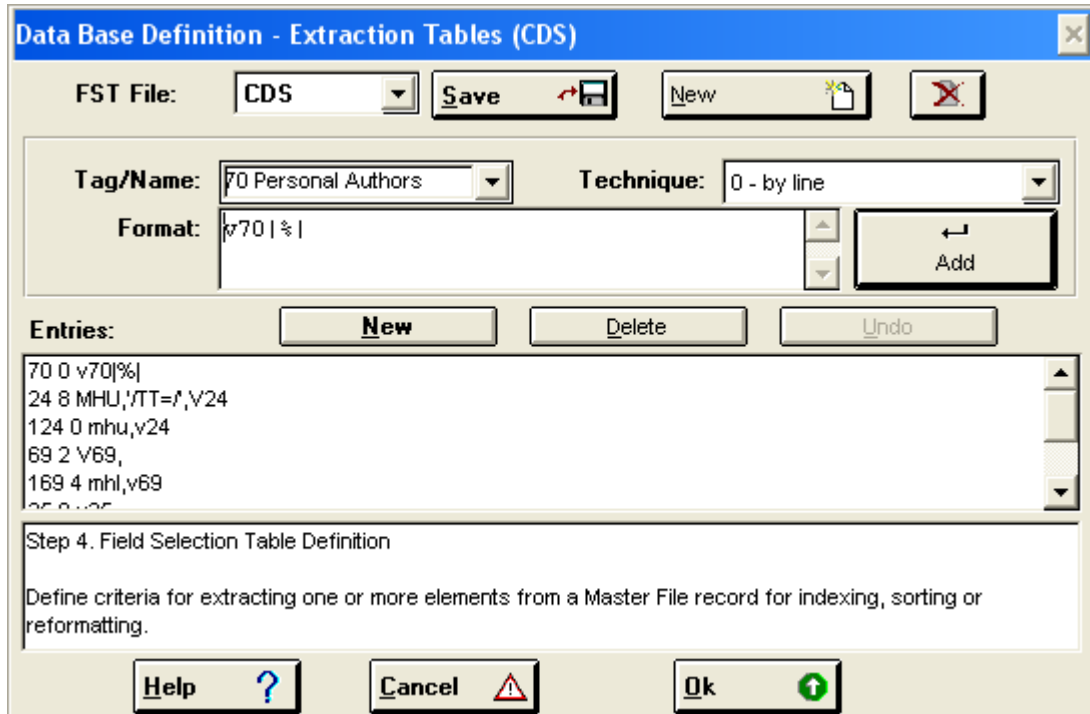 Data Base Definition - Extraction Tables (CDS)
FST File: CDS Save New
Tag/Name: 70 Personal Authors Technique: 0 - by line
Format: v70|%|
Add
Entries: New Delete Undo
70 0 v70|%|
24 8 MHU,'/TT=/',V24
124 0 mhu,v24
69 2 V69,
169 4 mhl,v69
Step 4. Field Selection Table Definition
Define criteria for extracting one or more elements from a Master File record for indexing, sorting or
reformatting.
Help ? Cancel Ok